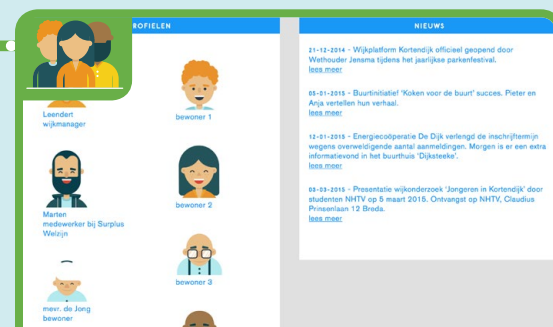 ROFIELEN
Leendert
wijkmanager
bewoner 1
Marten
medewerker bij Surplus
Welzijn
bewoner 2
bewoner 3
mevr. de Jong
bewoner
NIEUWS
21-12-2014 - Wijkplatform Kortendijk officieel geopend door
Wethouder Jensma tijdens het jaarlijkse parkenfestival.
lees meer
05-01-2015 - Buurtinitiatief 'Koken voor de buurt' succes. Pieter en
Anja vertellen hun verhaal.
lees meer
12-01-2015 - Energiecoöperatie De Dijk verlengd de inschrijftermijn
wegens overweldigende aantal aanmeldingen. Morgen is er een extra
informatievond in het buurthuis 'Dijksteeke'.
lees meer
08-03-2015 - Presentatie wijkonderzoek 'Jongeren in Kortendijk' door
studenten NHTV op 5 maart 2015. Ontvangst op NHTV, Claudius
Prinsenlaan 12 Breda.
lees meer